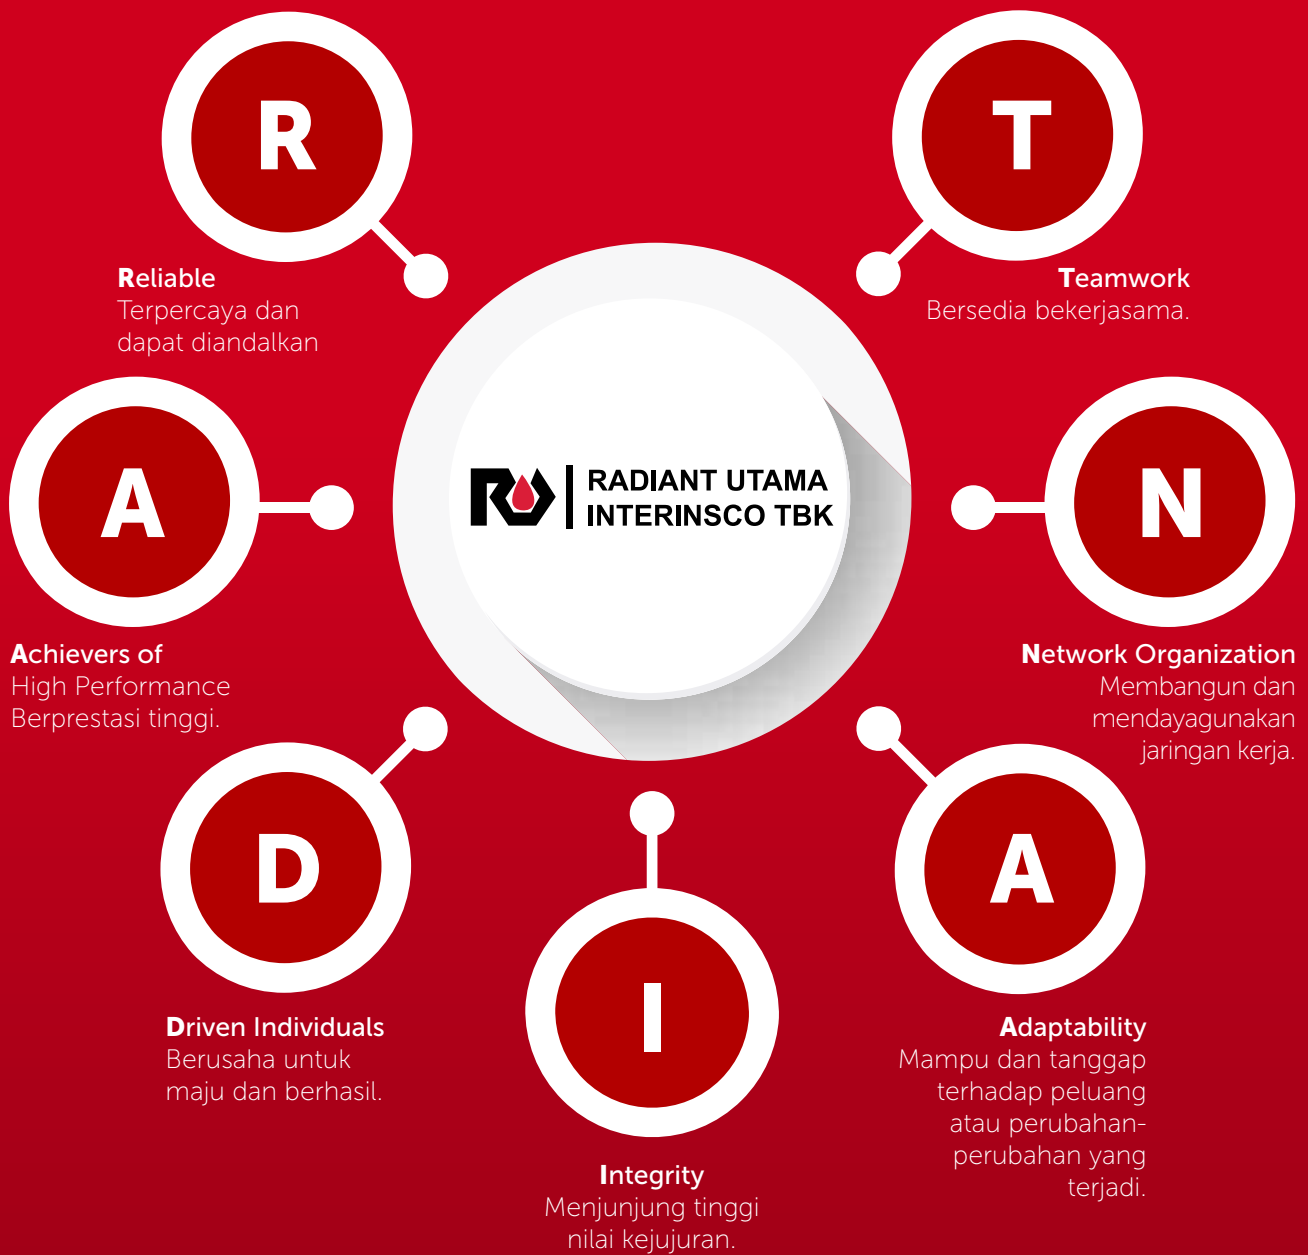 R
Reliable
Terpercaya dan
dapat diandalkan
A
Achievers of
High Performance
Berprestasi tinggi.
D
Driven Individuals
Berusaha untuk
maju dan berhasil.
I
Integrity
Menjunjung tinggi
nilai kejujuran.
A
Adaptability
Mampu dan tanggap
terhadap peluang
atau perubahan-
perubahan yang
terjadi.
N
Network Organization
Membangun dan
mendayagunakan
jaringan kerja.
T
Teamwork
Bersedia bekerjasama.
RU
RADIANT UTAMA
INTERINSCO TBK